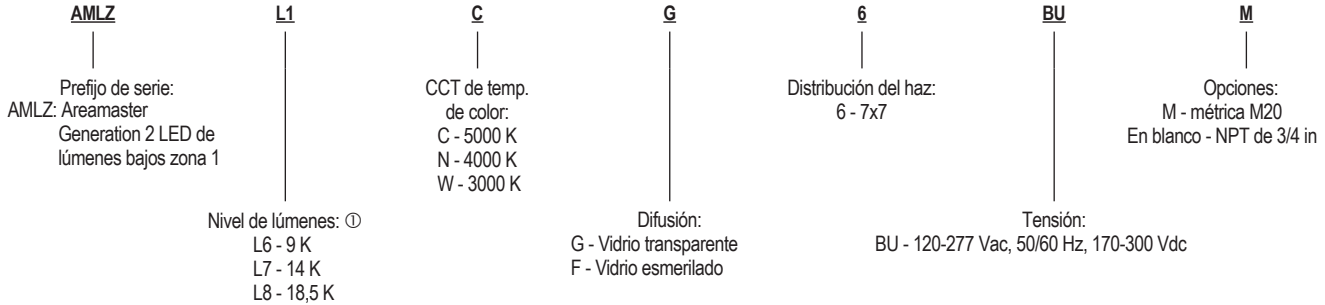 AMLZ L1 C G 6 BU M
Prefijo de serie:
AMLZ: Areamaster
Generation 2 LED de
lúmenes bajos zona 1
Nivel de lúmenes: ①
L6 - 9 K
L7 - 14 K
L8 - 18,5 K
CCT de temp.
de color:
C - 5000 K
N - 4000 K
W - 3000 K
Difusión:
G - Vidrio transparente
F - Vidrio esmerilado
Distribución del haz:
6 - 7x7
Tensión:
BU - 120-277 Vac, 50/60 Hz, 170-300 Vdc
Opciones:
M - métrica M20
En blanco - NPT de 3/4 in